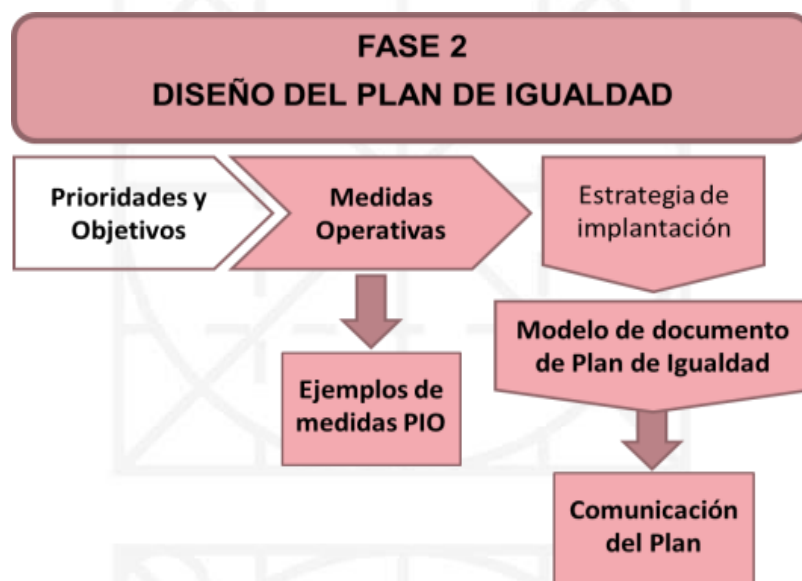 FASE 2
DISEÑO DEL PLAN DE IGUALDAD
Prioridades y
Objetivos
Medidas
Operativas
Estrategia de
implantación
Modelo de documento
de Plan de Igualdad
Ejemplos de
medidas PIO
Comunicación
del Plan